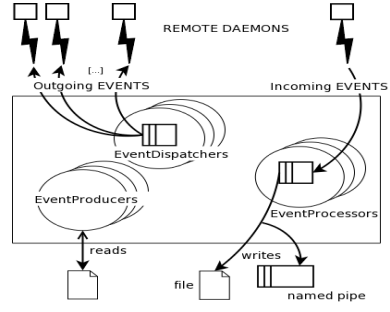 REMOTE DAEMONS
[...]
Outgoing EVENTS
Incoming EVENTS
EventDispatchers
EventProducers
EventProcessors
reads
writes
file
named pipe